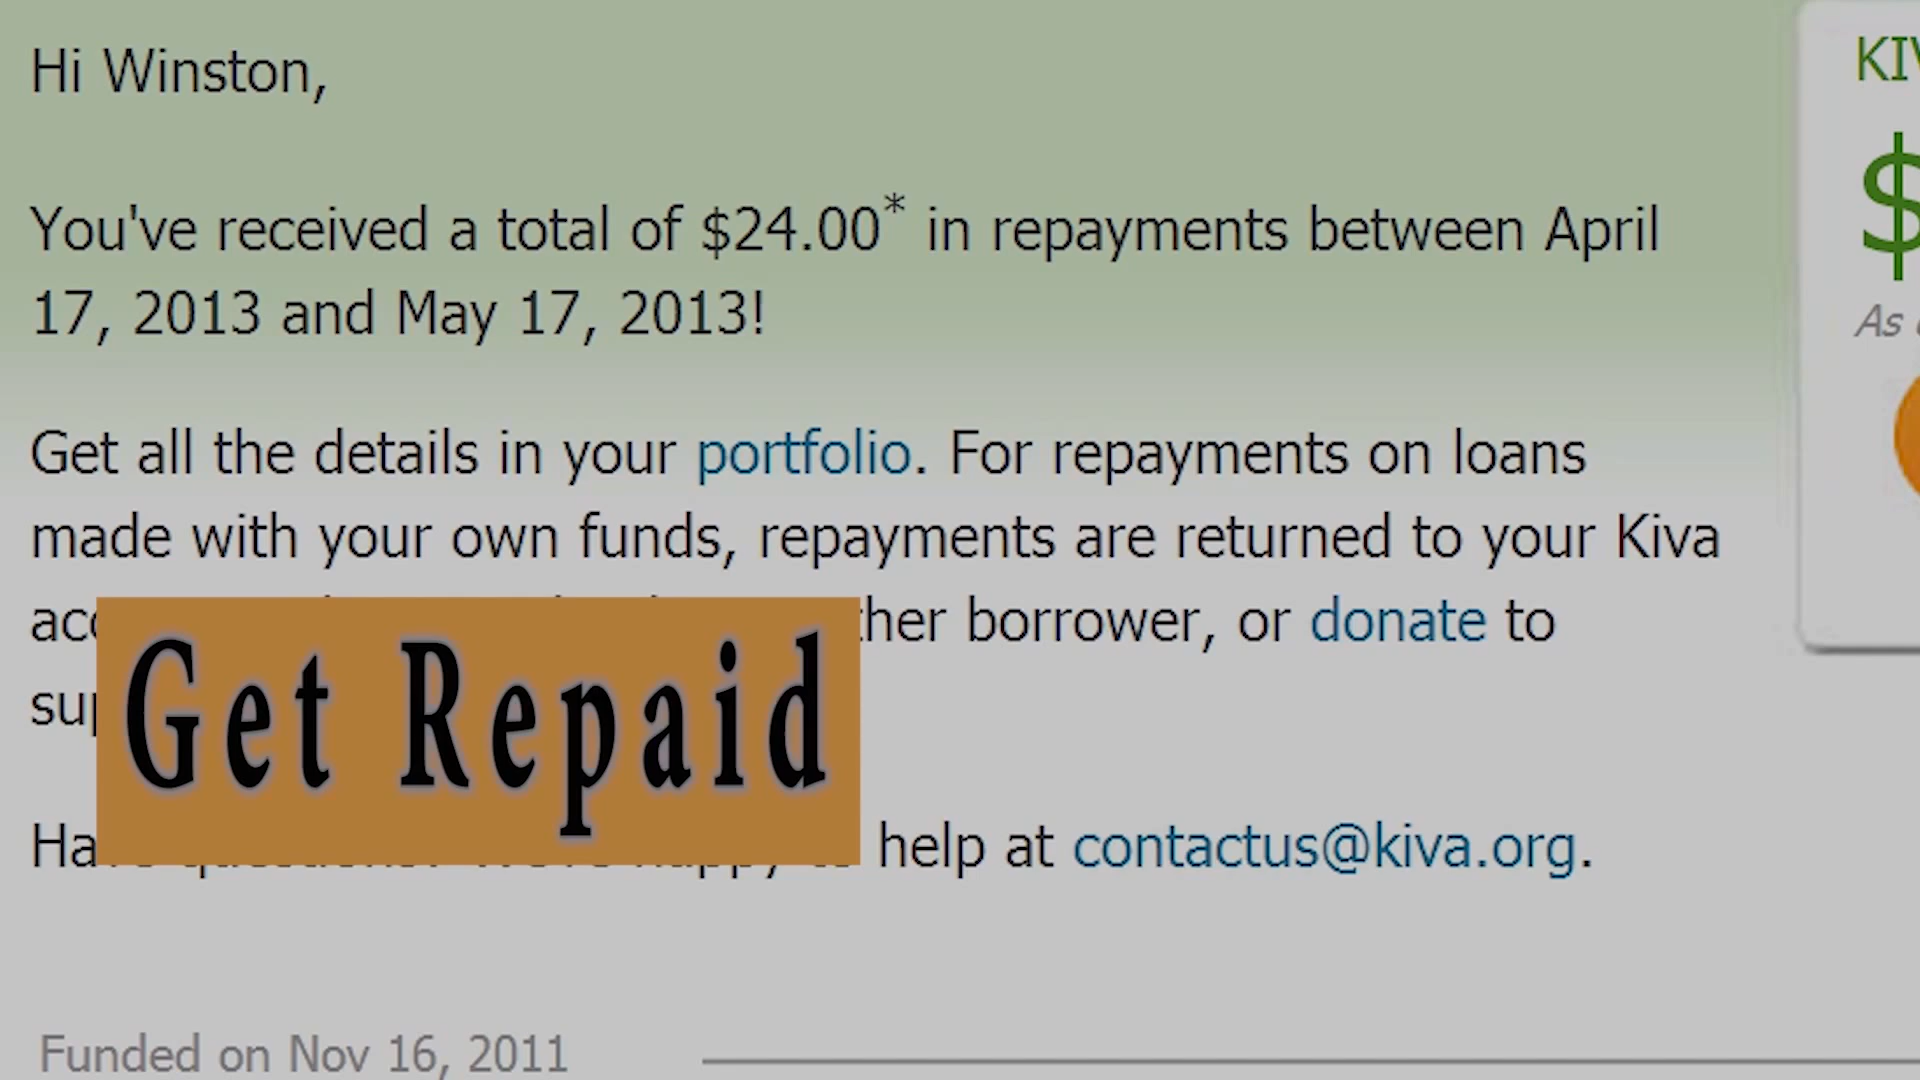 Hi Winston,
KIV
You've received a total of $24.00* in repayments between April
17, 2013 and May 17, 2013!
$
As
Get all the details in your portfolio. For repayments on loans
made with your own funds, repayments are returned to your Kiva
borrower, or donate to
Get Repaid
help at contactus@kiva.org.
Funded on Nov 16, 2011